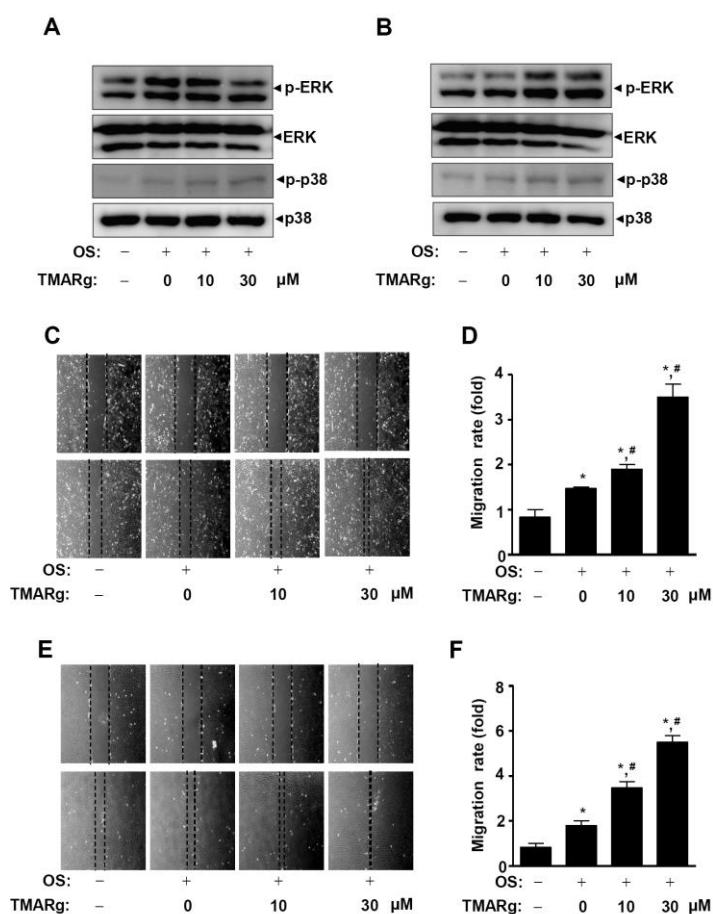 A
B
◄p-ERK
◄ERK
◄p-p38
◄p38
OS: – + + +
TMARg: – 0 10 30 µM
◄p-ERK
◄ERK
◄p-p38
◄p38
OS: – + + +
TMARg: – 0 10 30 µM
C
OS: – + + +
TMARg: – 0 10 30 µM
D
Migration rate (fold)
4
3
2
1
0
*
*,#
*,#
OS: – + + +
– 0 10 30 µM
E
OS: – + + +
TMARg: – 0 10 30 µM
F
Migration rate (fold)
8
6
4
2
0
*
*,#
*,#
OS: – + + +
– 0 10 30 µM